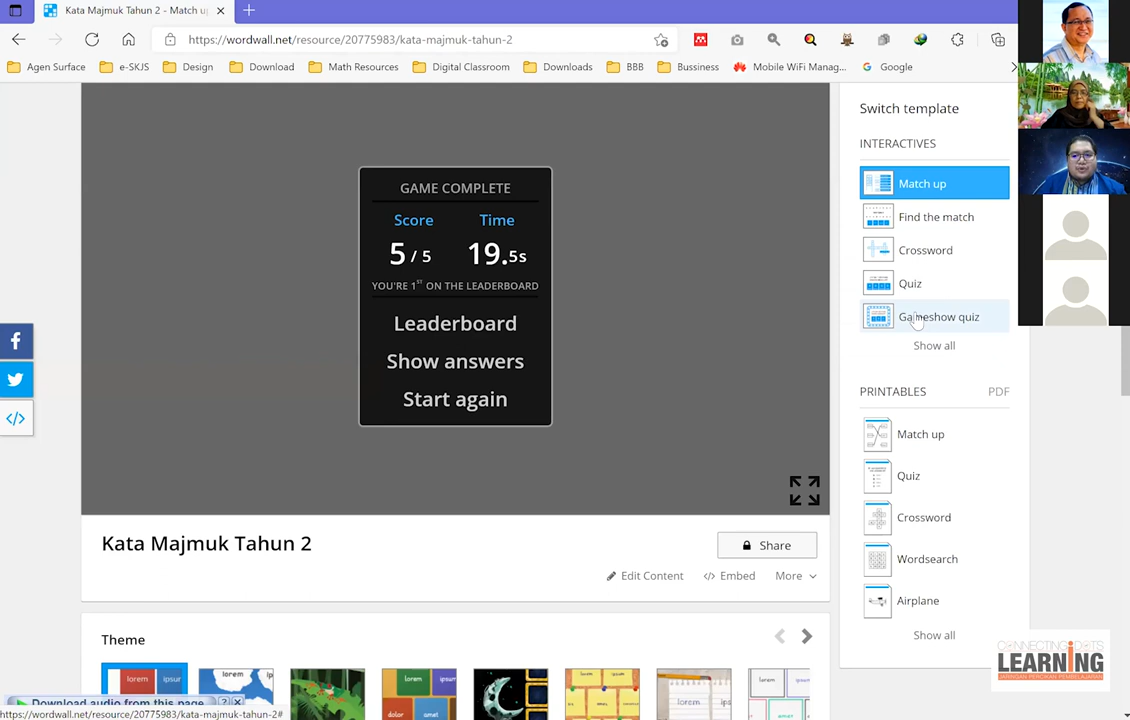 Kata Majmuk Tahun 2 - Match u
https://wordwall.net/resource/20775983/kata-majmuk-tahun-2
Agen Surface
e-SKJS
Design
Download
Math Resources
Digital Classroom
Downloads
BBB
Bussiness
Mobile WiFi Manag...
Google
GAME COMPLETE
Score Time
5 / 5 19.5s
YOU'RE 1ST ON THE LEADERBOARD
Leaderboard
Show answers
Start again
Kata Majmuk Tahun 2
Share
Edit Content
</> Embed
More
Theme
Switch template
INTERACTIVES
Match up
Find the match
Crossword
Quiz
Gameshow quiz
Show all
PRINTABLES PDF
Match up
Quiz
Crossword
Wordsearch
Airplane
Show all
CONNECTING DOTS
LEARNING
JARINGAN PERCIKAN PEMBELAJARAN
Download audio from this page ? X
https://wordwall.net/resource/20775983/kata-majmuk-tahun-2#